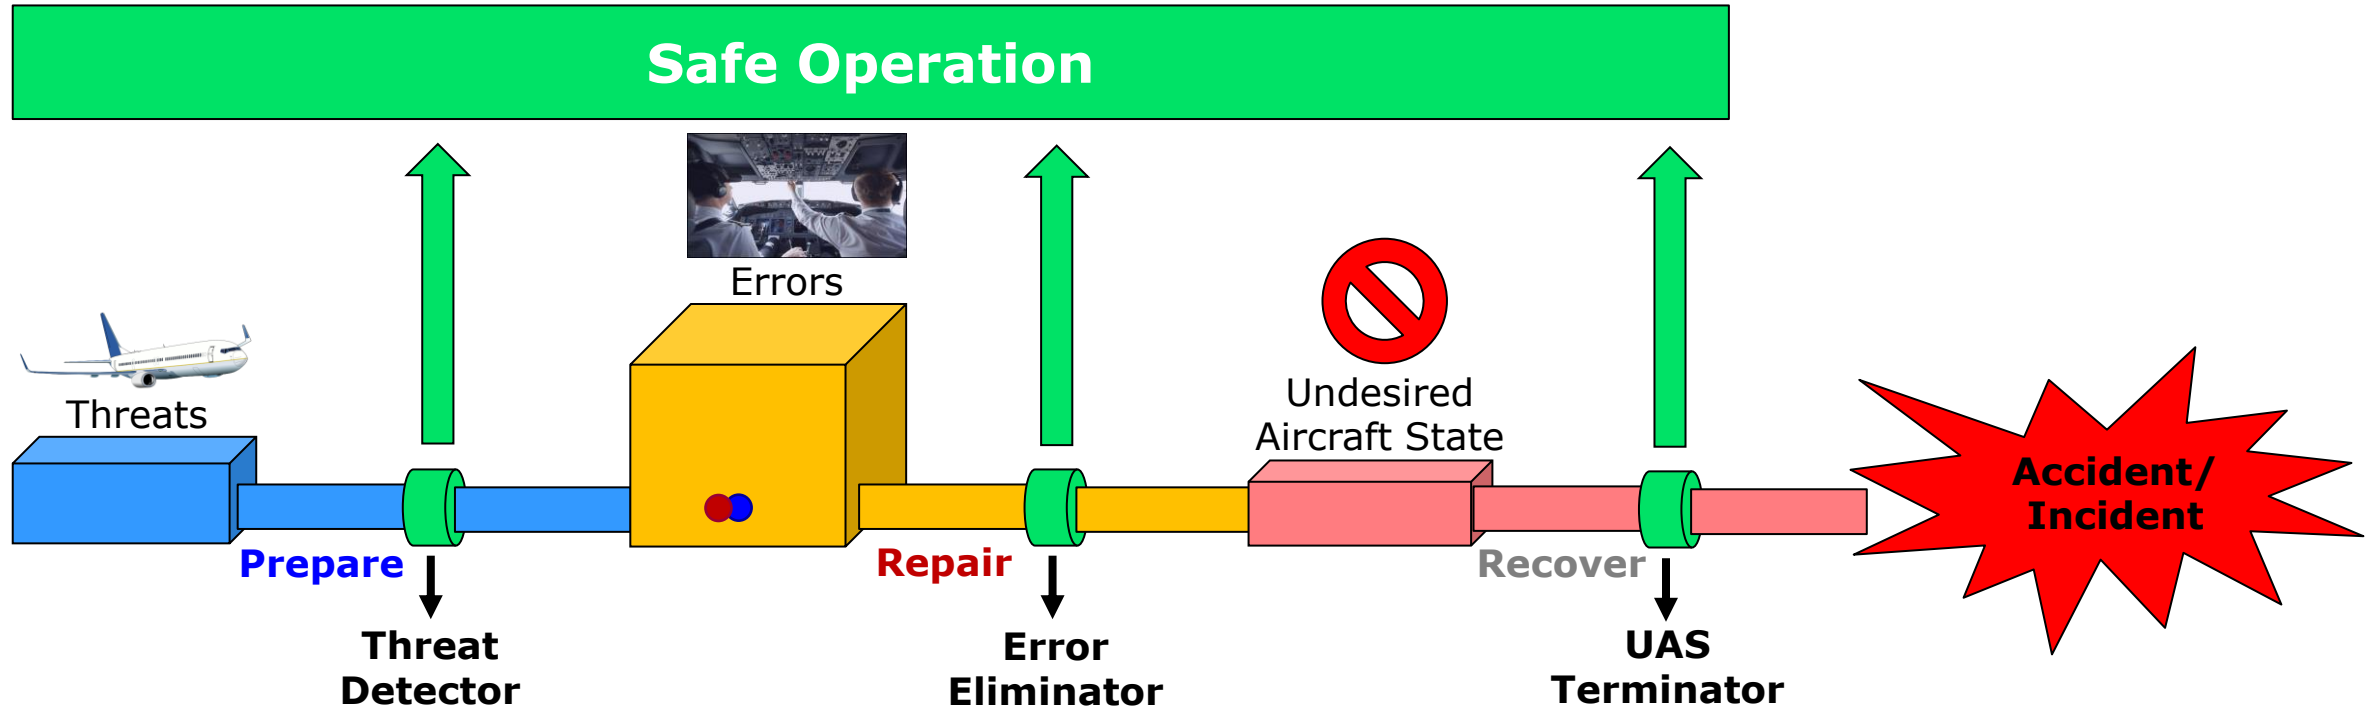 Safe Operation
Errors
Threats
Undesired
Aircraft State
Accident/
Incident
Prepare
Repair
Recover
Threat
Detector
Error
Eliminator
UAS
Terminator